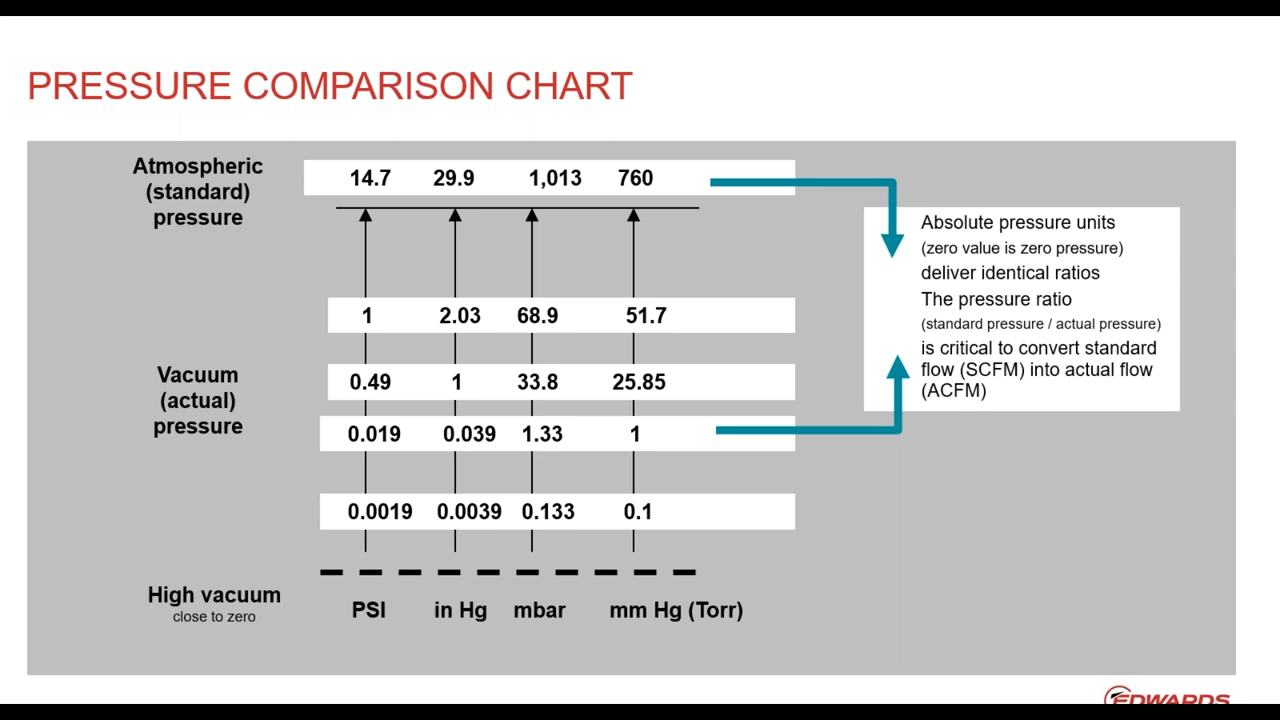 PRESSURE COMPARISON CHART
Atmospheric
(standard)
pressure
14.7 29.9 1,013 760
Absolute pressure units
(zero value is zero pressure)
deliver identical ratios
The pressure ratio
(standard pressure / actual pressure)
is critical to convert standard
flow (SCFM) into actual flow
(ACFM)
1 2.03 68.9 51.7
Vacuum
(actual)
pressure
0.49 1 33.8 25.85
0.019 0.039 1.33 1
0.0019 0.0039 0.133 0.1
High vacuum
close to zero
PSI in Hg mbar mm Hg (Torr)
EDWARDS